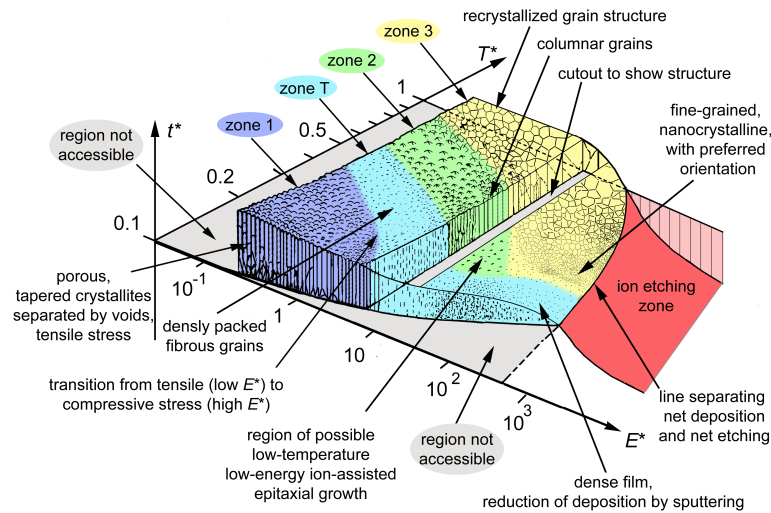 recrystallized grain structure
zone 3
columnar grains
T*
zone 2
cutout to show structure
zone T
1
fine-grained,
nanocrystalline,
with preferred
orientation
zone 1
0.5
t*
region not
accessible
0.2
0.1
10-1
ion etching
zone
porous,
tapered crystallites
separated by voids,
tensile stress
1
densly packed
fibrous grains
10
transition from tensile (low E*) to
compressive stress (high E*)
102
103
line separating
net deposition
and net etching
E*
region of possible
low-temperature
low-energy ion-assisted
epitaxial growth
region not
accessible
dense film,
reduction of deposition by sputtering